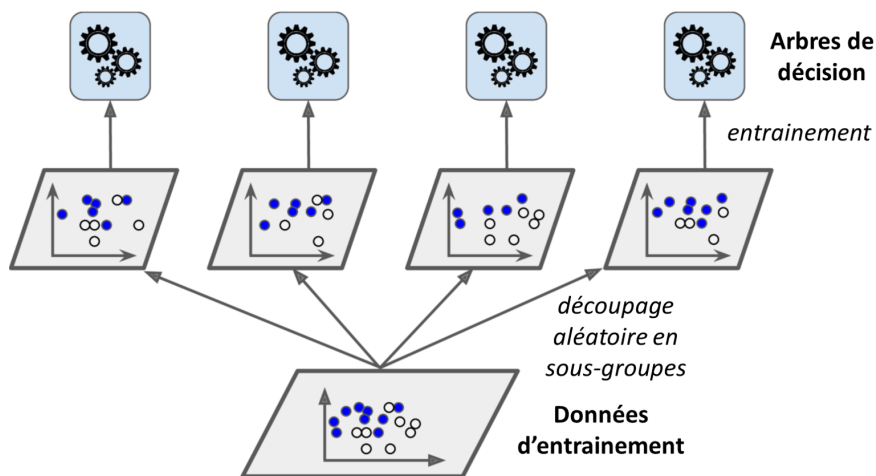 Arbres de
décision
entrainement
découpage
aléatoire en
sous-groupes
Données
d'entrainement